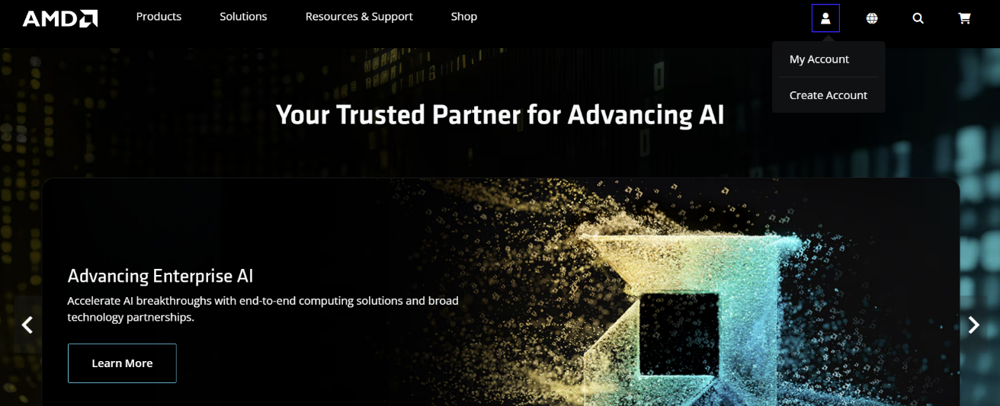 AMD
Products
Solutions
Resources & Support
Shop
My Account
Create Account
Your Trusted Partner for Advancing AI
Advancing Enterprise AI
Accelerate AI breakthroughs with end-to-end computing solutions and broad
technology partnerships.
Learn More